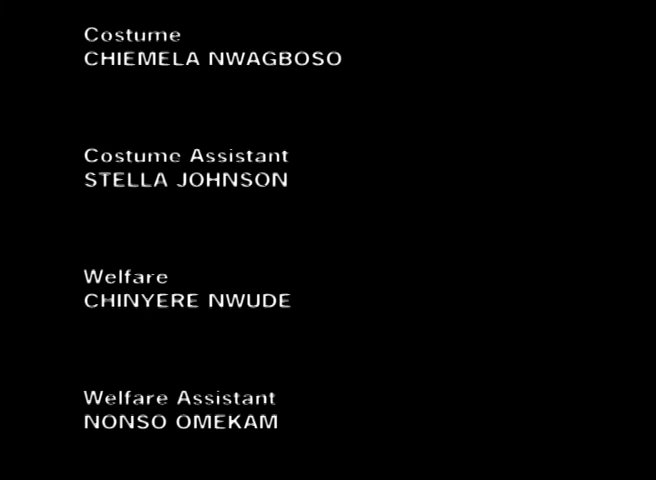 Costume
CHIEMELA NWAGBOSO
Costume Assistant
STELLA JOHNSON
Welfare
CHINYERE NWUDE
Welfare Assistant
NONSO OMEKAM